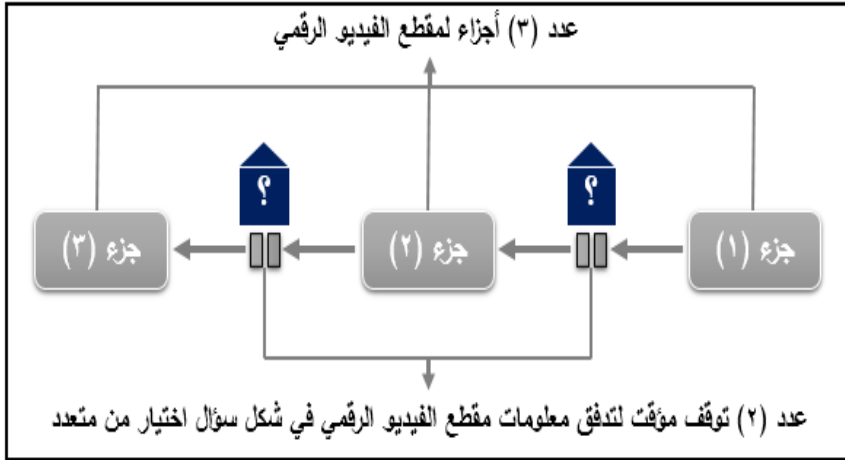 عدد (٣) أجزاء لمقطع الفيديو الرقمي
؟
؟
جزء (١)
جزء (٢)
جزء (٣)
عدد (٢) توقف مؤقت لتدفق معلومات مقطع الفيديو الرقمي في شكل سؤال اختيار من متعدد